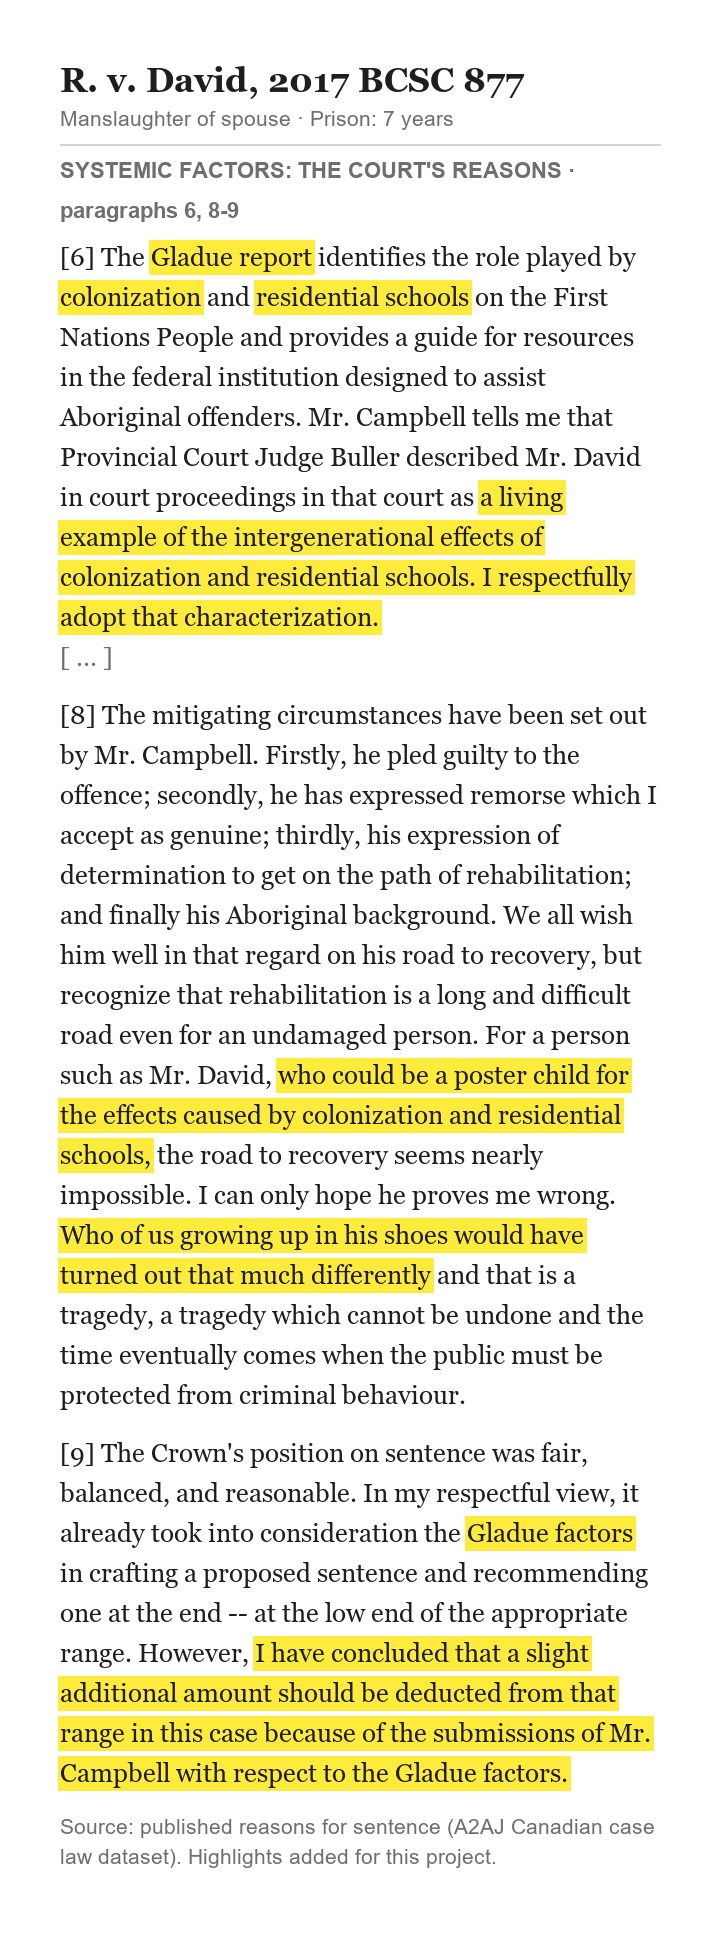 R. v. David, 2017 BCSC 877
Manslaughter of spouse · Prison: 7 years
SYSTEMIC FACTORS: THE COURT'S REASONS ·
paragraphs 6, 8-9
[6] The Gladue report identifies the role played by
colonization and residential schools on the First
Nations People and provides a guide for resources
in the federal institution designed to assist
Aboriginal offenders. Mr. Campbell tells me that
Provincial Court Judge Buller described Mr. David
in court proceedings in that court as a living
example of the intergenerational effects of
colonization and residential schools. I respectfully
adopt that characterization.
[ ... ]
[8] The mitigating circumstances have been set out
by Mr. Campbell. Firstly, he pled guilty to the
offence; secondly, he has expressed remorse which I
accept as genuine; thirdly, his expression of
determination to get on the path of rehabilitation;
and finally his Aboriginal background. We all wish
him well in that regard on his road to recovery, but
recognize that rehabilitation is a long and difficult
road even for an undamaged person. For a person
such as Mr. David, who could be a poster child for
the effects caused by colonization and residential
schools, the road to recovery seems nearly
impossible. I can only hope he proves me wrong.
Who of us growing up in his shoes would have
turned out that much differently and that is a
tragedy, a tragedy which cannot be undone and the
time eventually comes when the public must be
protected from criminal behaviour.
[9] The Crown's position on sentence was fair,
balanced, and reasonable. In my respectful view, it
already took into consideration the Gladue factors
in crafting a proposed sentence and recommending
one at the end -- at the low end of the appropriate
range. However, I have concluded that a slight
additional amount should be deducted from that
range in this case because of the submissions of Mr.
Campbell with respect to the Gladue factors.
Source: published reasons for sentence (A2AJ Canadian case
law dataset). Highlights added for this project.